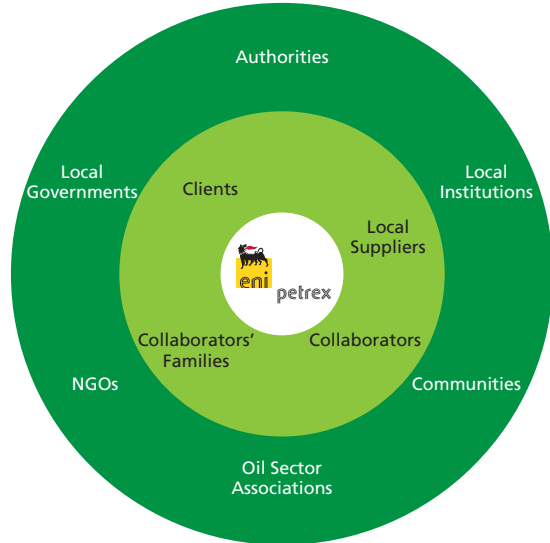 Authorities
Local
Governments
Local
Institutions
Clients
Local
Suppliers
eni
petrex
Collaborators'
Families
Collaborators
NGOs
Communities
Oil Sector
Associations